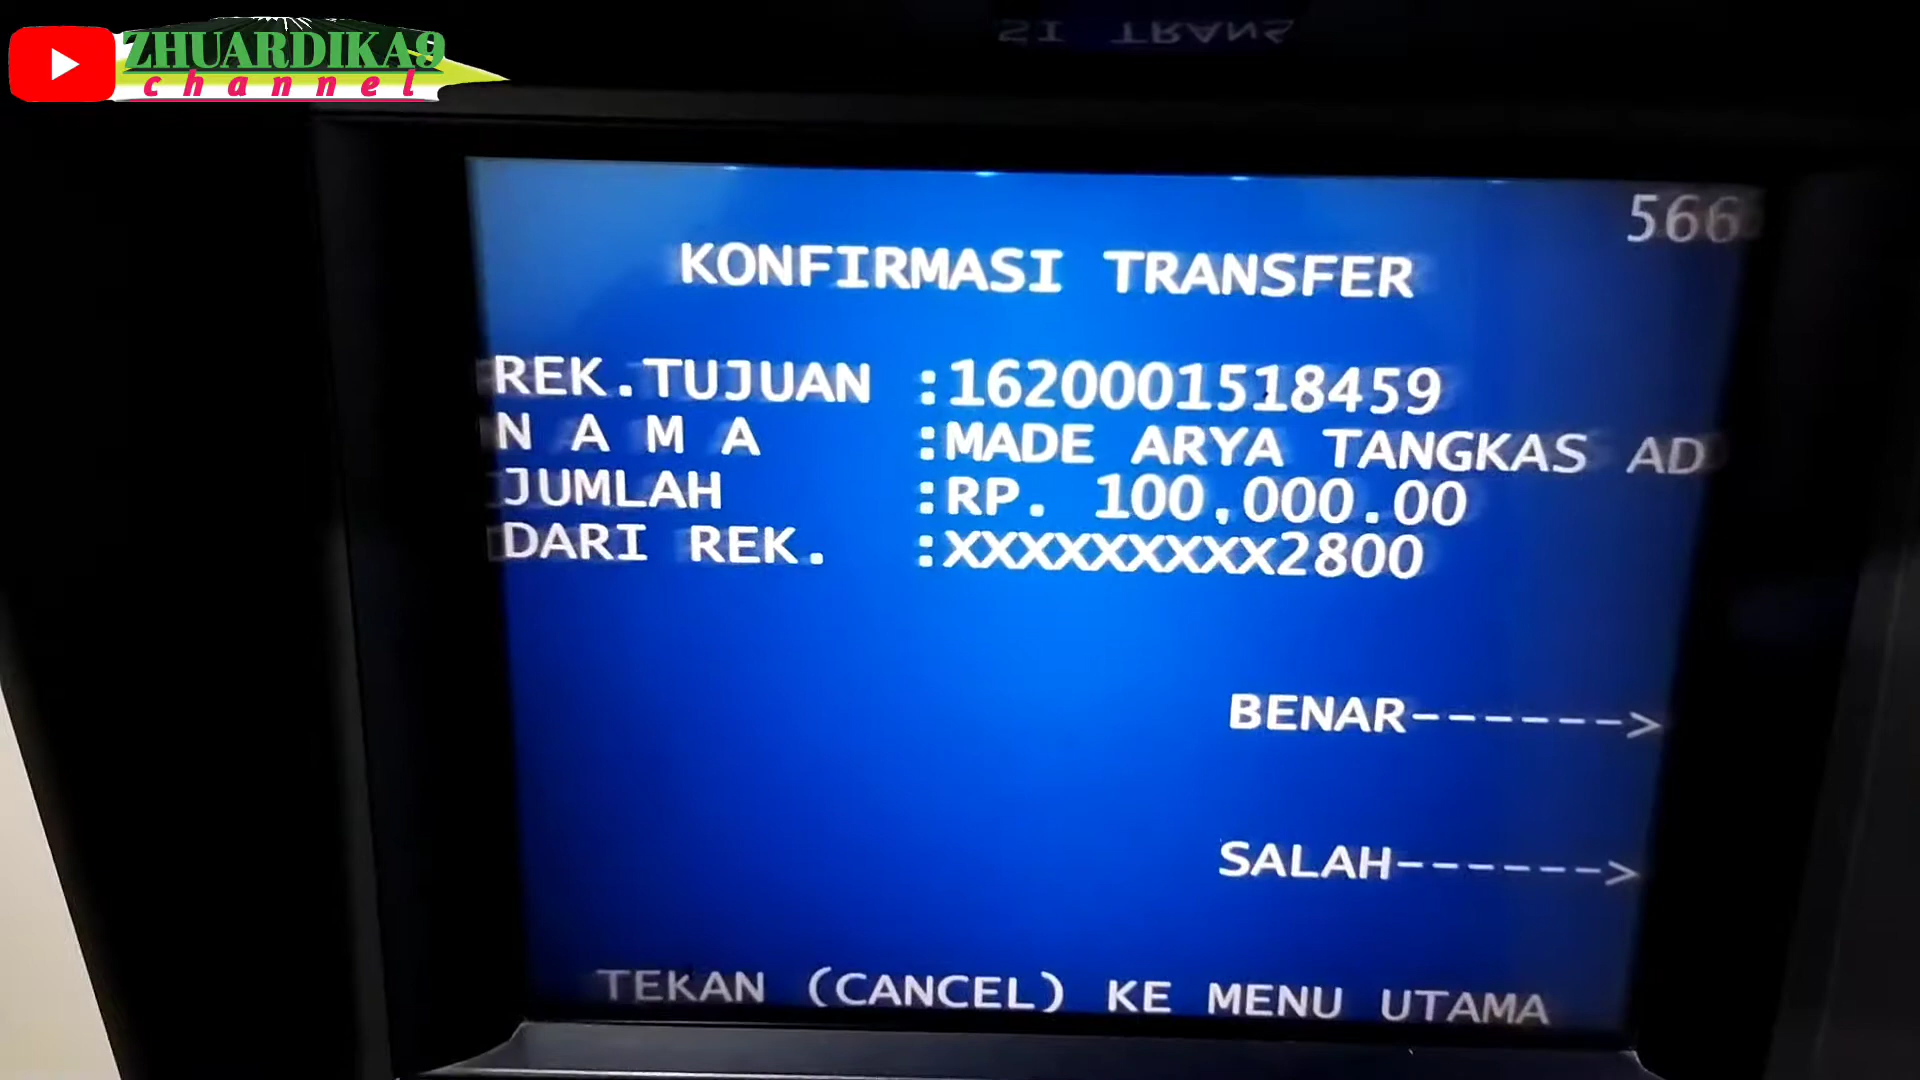 ZHUARDIKA9
channel
566
KONFIRMASI TRANSFER
REK.TUJUAN :1620001518459
N A M A :MADE ARYA TANGKAS AD
JUMLAH :RP. 100,000.00
DARI REK. :XXXXXXXXX2800
BENAR------>
SALAH------>
TEKAN (CANCEL) KE MENU UTAMA